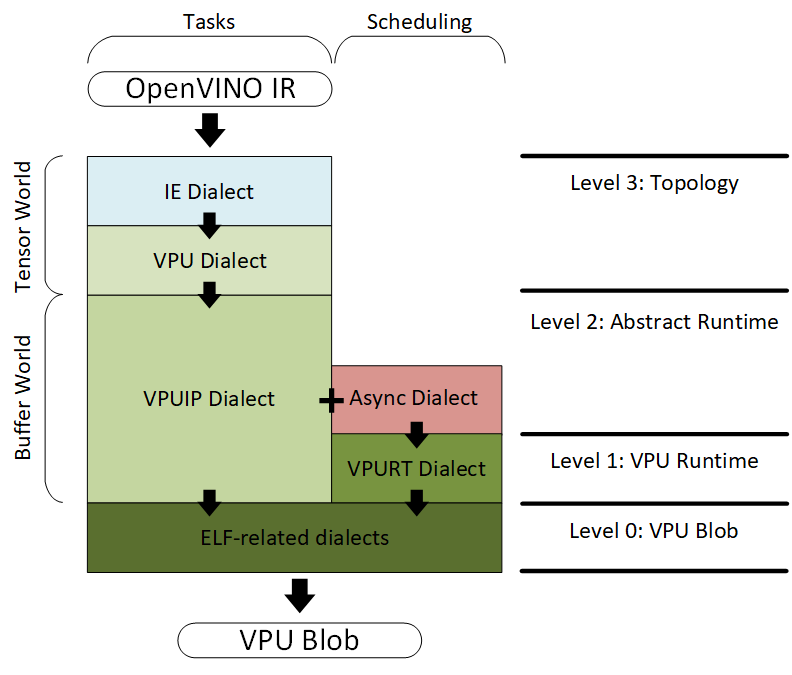 Tasks
Scheduling
OpenVINO IR
Tensor World
IE Dialect
Level 3: Topology
VPU Dialect
Buffer World
Level 2: Abstract Runtime
VPUIP Dialect
+
Async Dialect
VPURT Dialect
Level 1: VPU Runtime
ELF-related dialects
Level 0: VPU Blob
VPU Blob